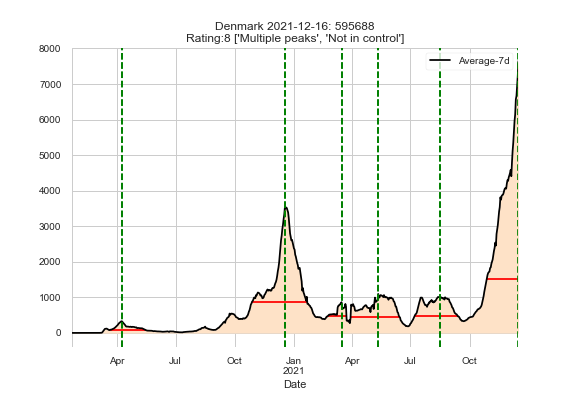 Denmark 2021-12-16: 595688
Rating:8 ['Multiple peaks', 'Not in control']
Average-7d
8000
7000
6000
5000
4000
3000
2000
1000
0
Apr Jul Oct Jan Apr Jul Oct
2021
Date